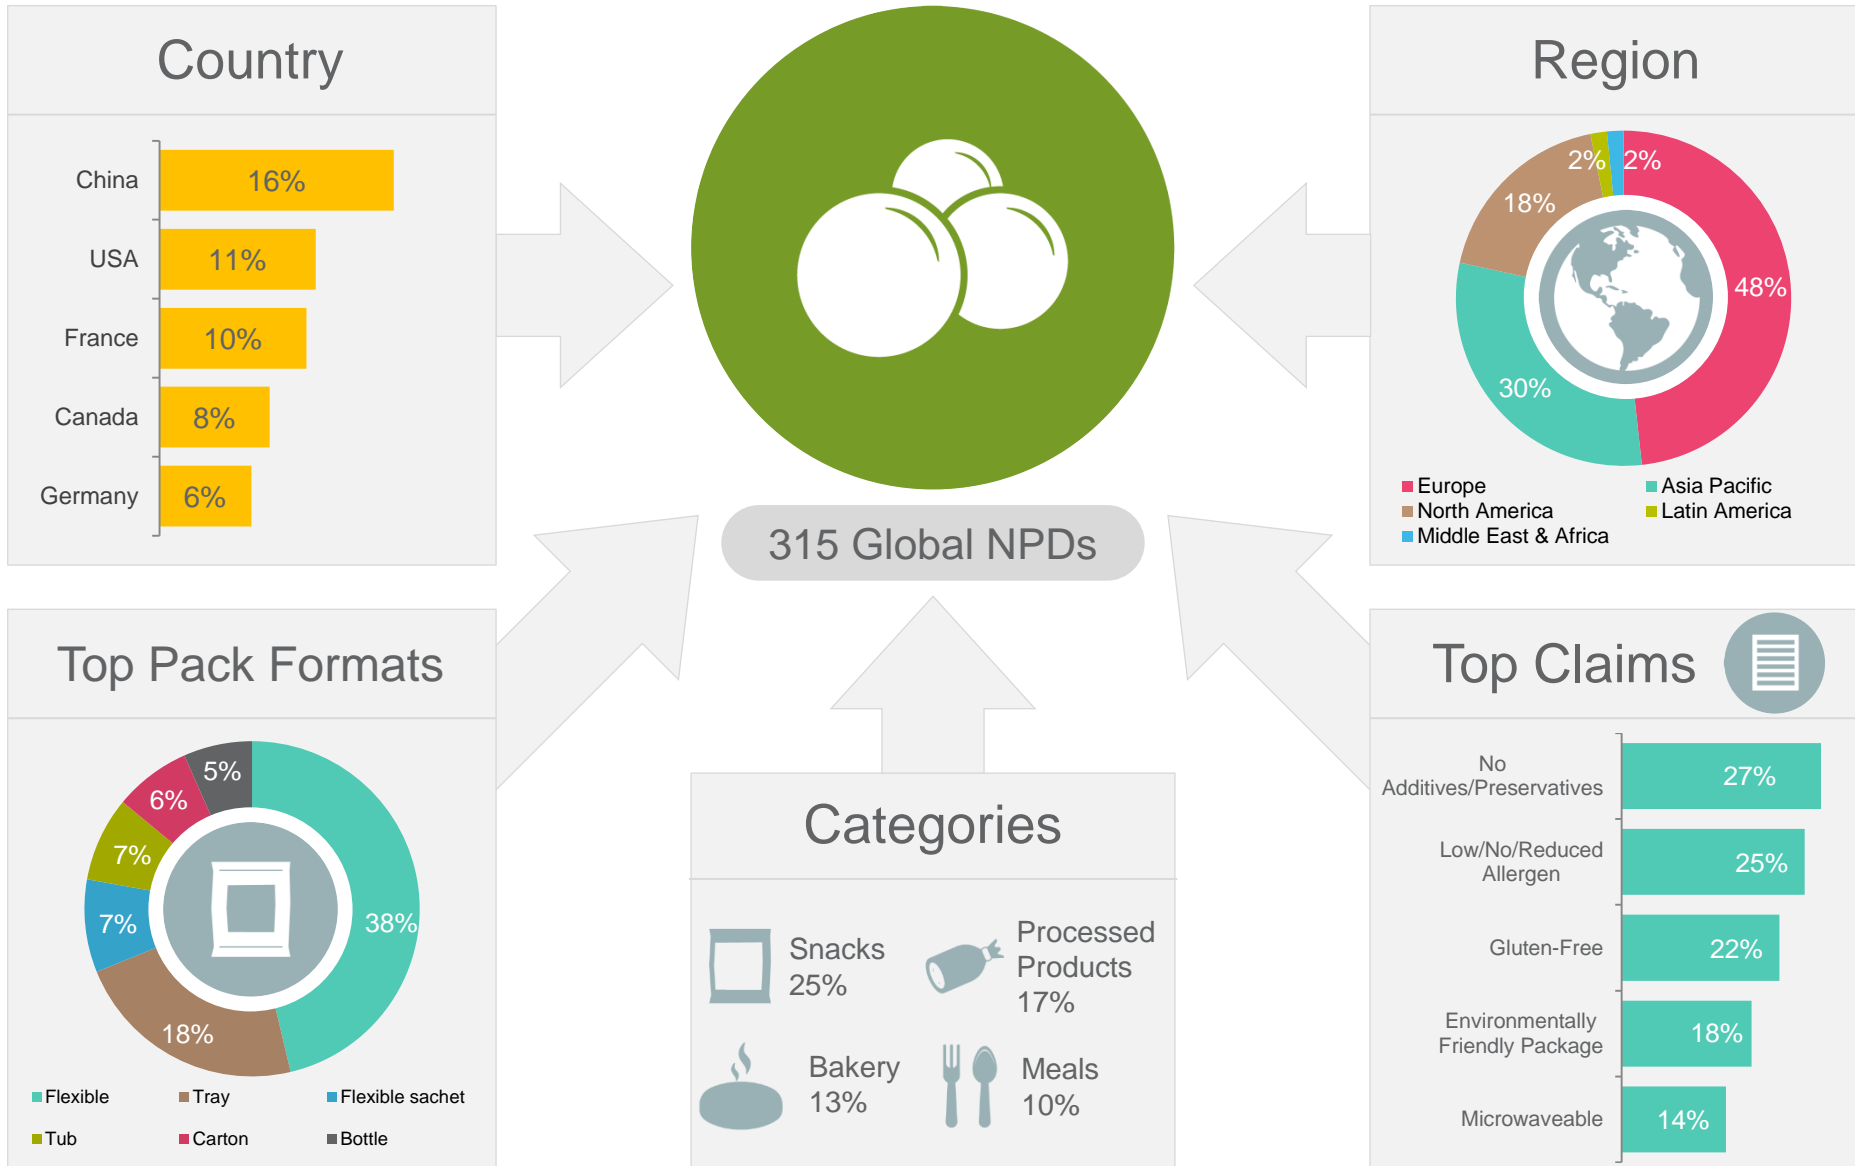 Country
China
16%
USA
11%
France
10%
Canada
8%
Germany
6%
315 Global NPDs
Region
2%
2%
18%
48%
30%
Europe
Asia Pacific
North America
Latin America
Middle East & Africa
Top Pack Formats
5%
6%
7%
7%
38%
18%
Flexible
Tray
Flexible sachet
Tub
Carton
Bottle
Categories
Snacks
25%
Processed
Products
17%
Bakery
13%
Meals
10%
Top Claims
No
Additives/Preservatives
27%
Low/No/Reduced
Allergen
25%
Gluten-Free
22%
Environmentally
Friendly Package
18%
Microwaveable
14%